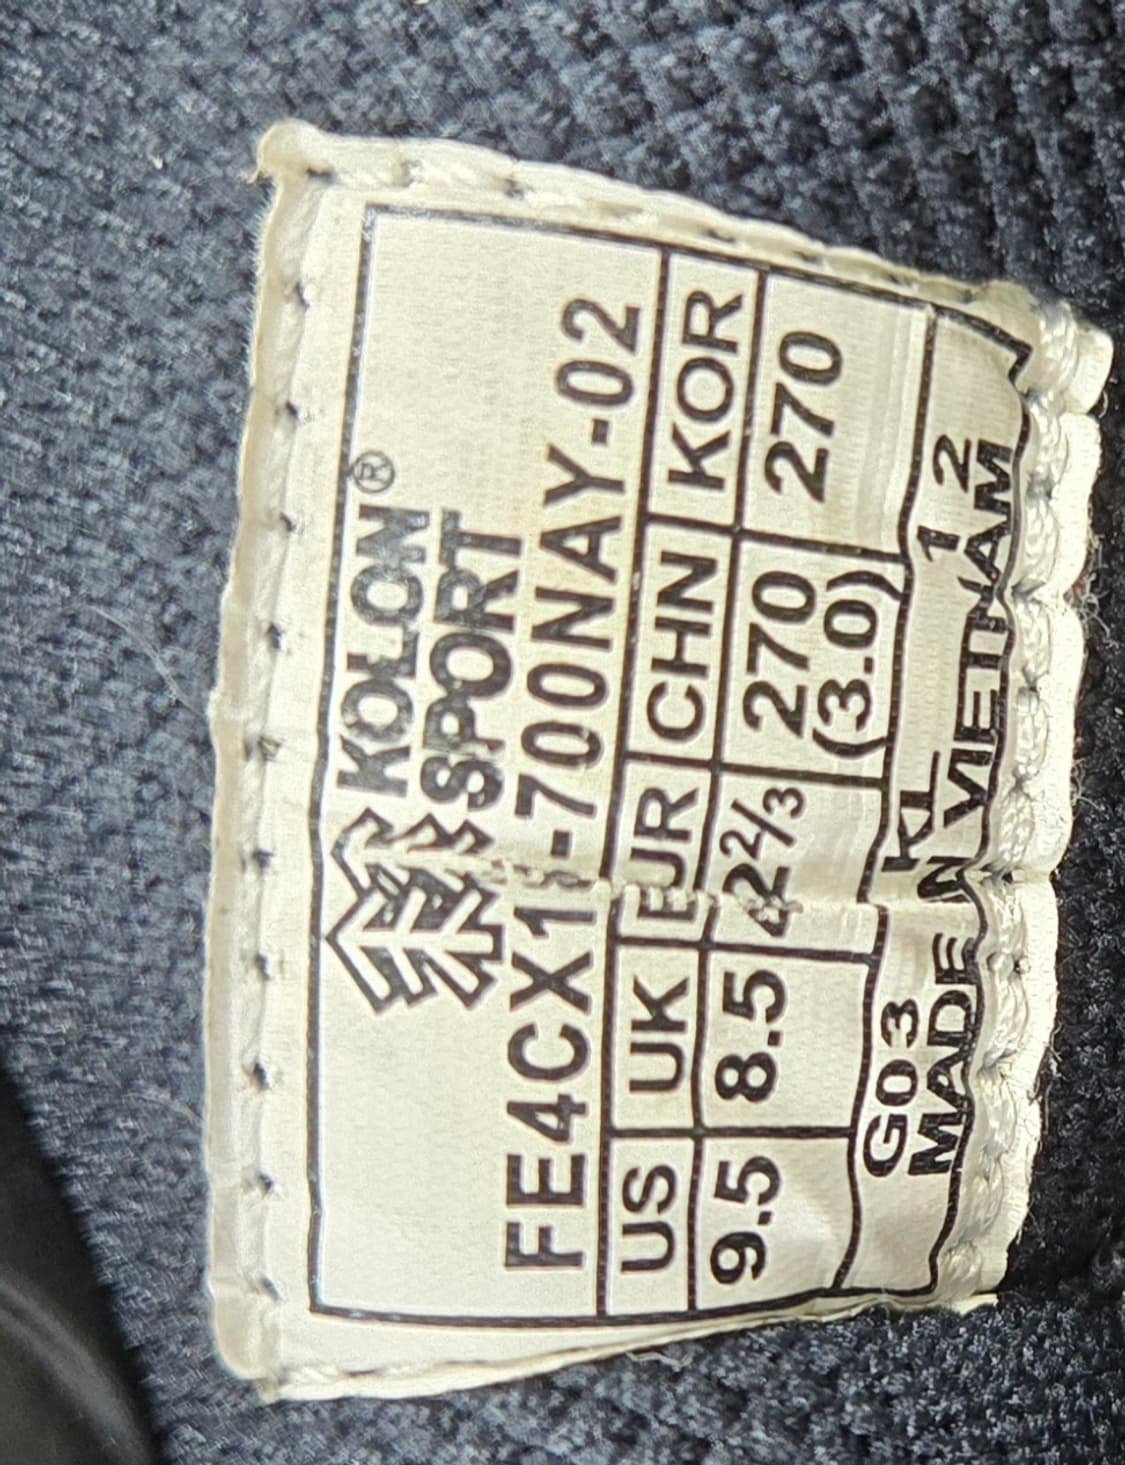 KOLON®
SPORT
FE4CX1-700NAY-02
US UK EUR CHN KOR
9.5 8.5 2⅔ 270 270
(3.0)
G03 KL 1 2
MADE IN VIETNAM